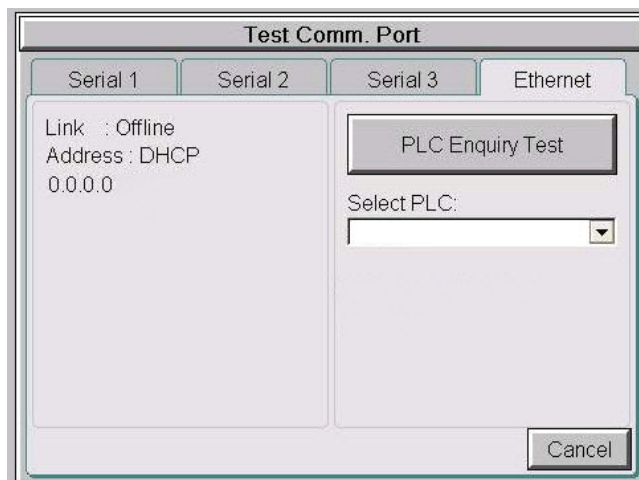 Test Comm. Port
Serial 1
Serial 2
Serial 3
Ethernet
Link : Offline
Address : DHCP
0.0.0.0
PLC Enquiry Test
Select PLC:
Cancel